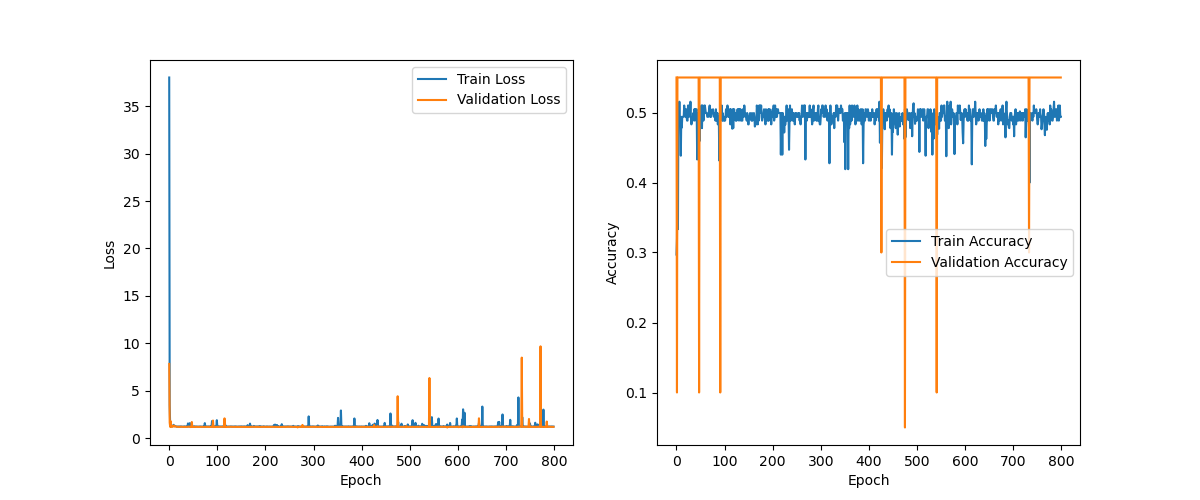 Train Loss
Validation Loss
35
30
25
20
15
10
5
0
Loss
0 100 200 300 400 500 600 700 800
Epoch
0.5
0.4
0.3
0.2
0.1
Accuracy
Train Accuracy
Validation Accuracy
0 100 200 300 400 500 600 700 800
Epoch